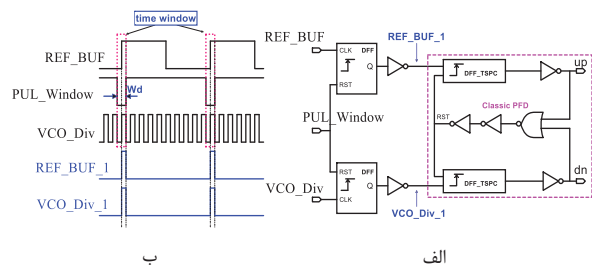 time window
REF_BUF
PUL_Window
Wd
VCO_Div
REF_BUF_1
VCO_Div_1
ب
REF_BUF
REF_BUF_1
CLK
DFF
Q
RST
DFF_TSPC
up
Classic PFD
PUL_Window
RST
RST
DFF
Q
CLK
VCO_Div
DFF_TSPC
dn
VCO_Div_1
الف